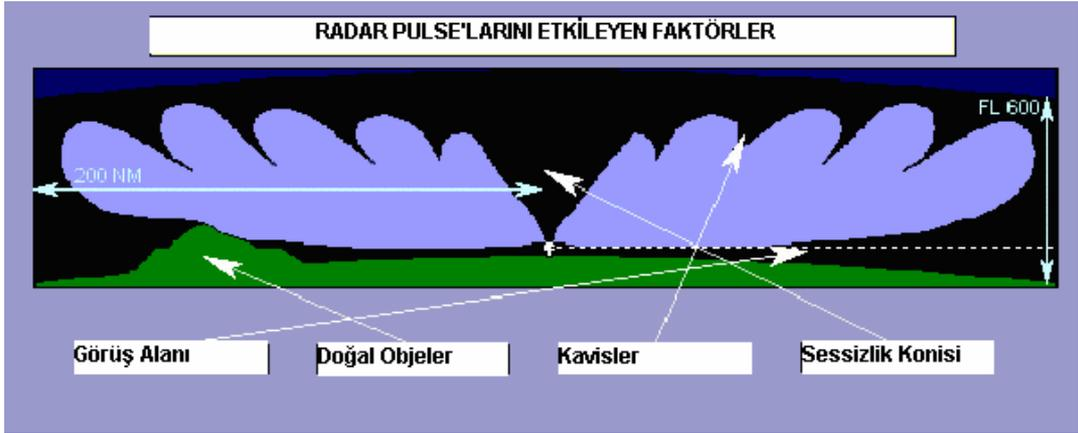 RADAR PULSE'LARINI ETKİLEYEN FAKTÖRLER
FL 600
200 NM
Görüş Alanı
Doğal Objeler
Kavisler
Sessizlik Konisi